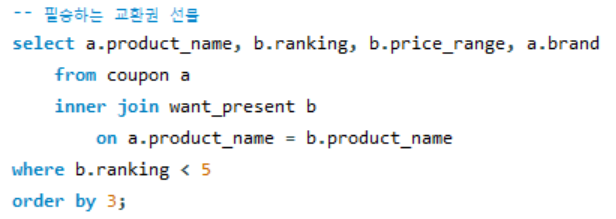 -- 필승하는 교환권 선물
select a.product_name, b.ranking, b.price_range, a.brand
    from coupon a
    inner join want_present b
        on a.product_name = b.product_name
where b.ranking < 5
order by 3;